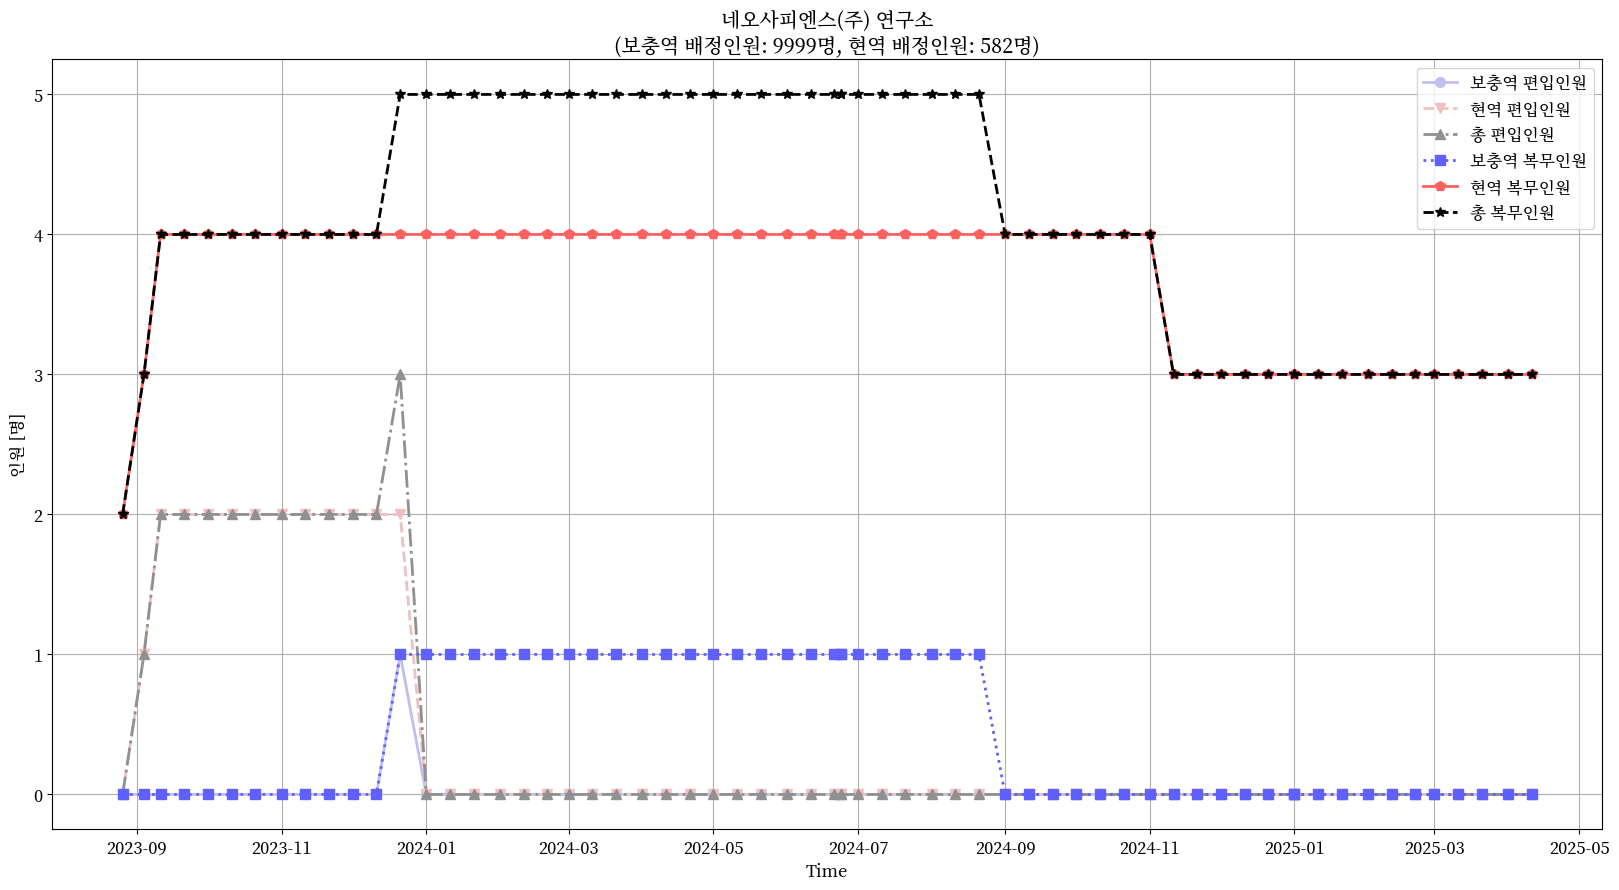 네오사피엔스(주) 연구소
(보충역 배정인원: 9999명, 현역 배정인원: 582명)
보충역 편입인원
현역 편입인원
총 편입인원
보충역 복무인원
현역 복무인원
총 복무인원
5
4
3
2
1
0
인원 [명]
2023-09
2023-11
2024-01
2024-03
2024-05
2024-07
2024-09
2024-11
2025-01
2025-03
2025-05
Time